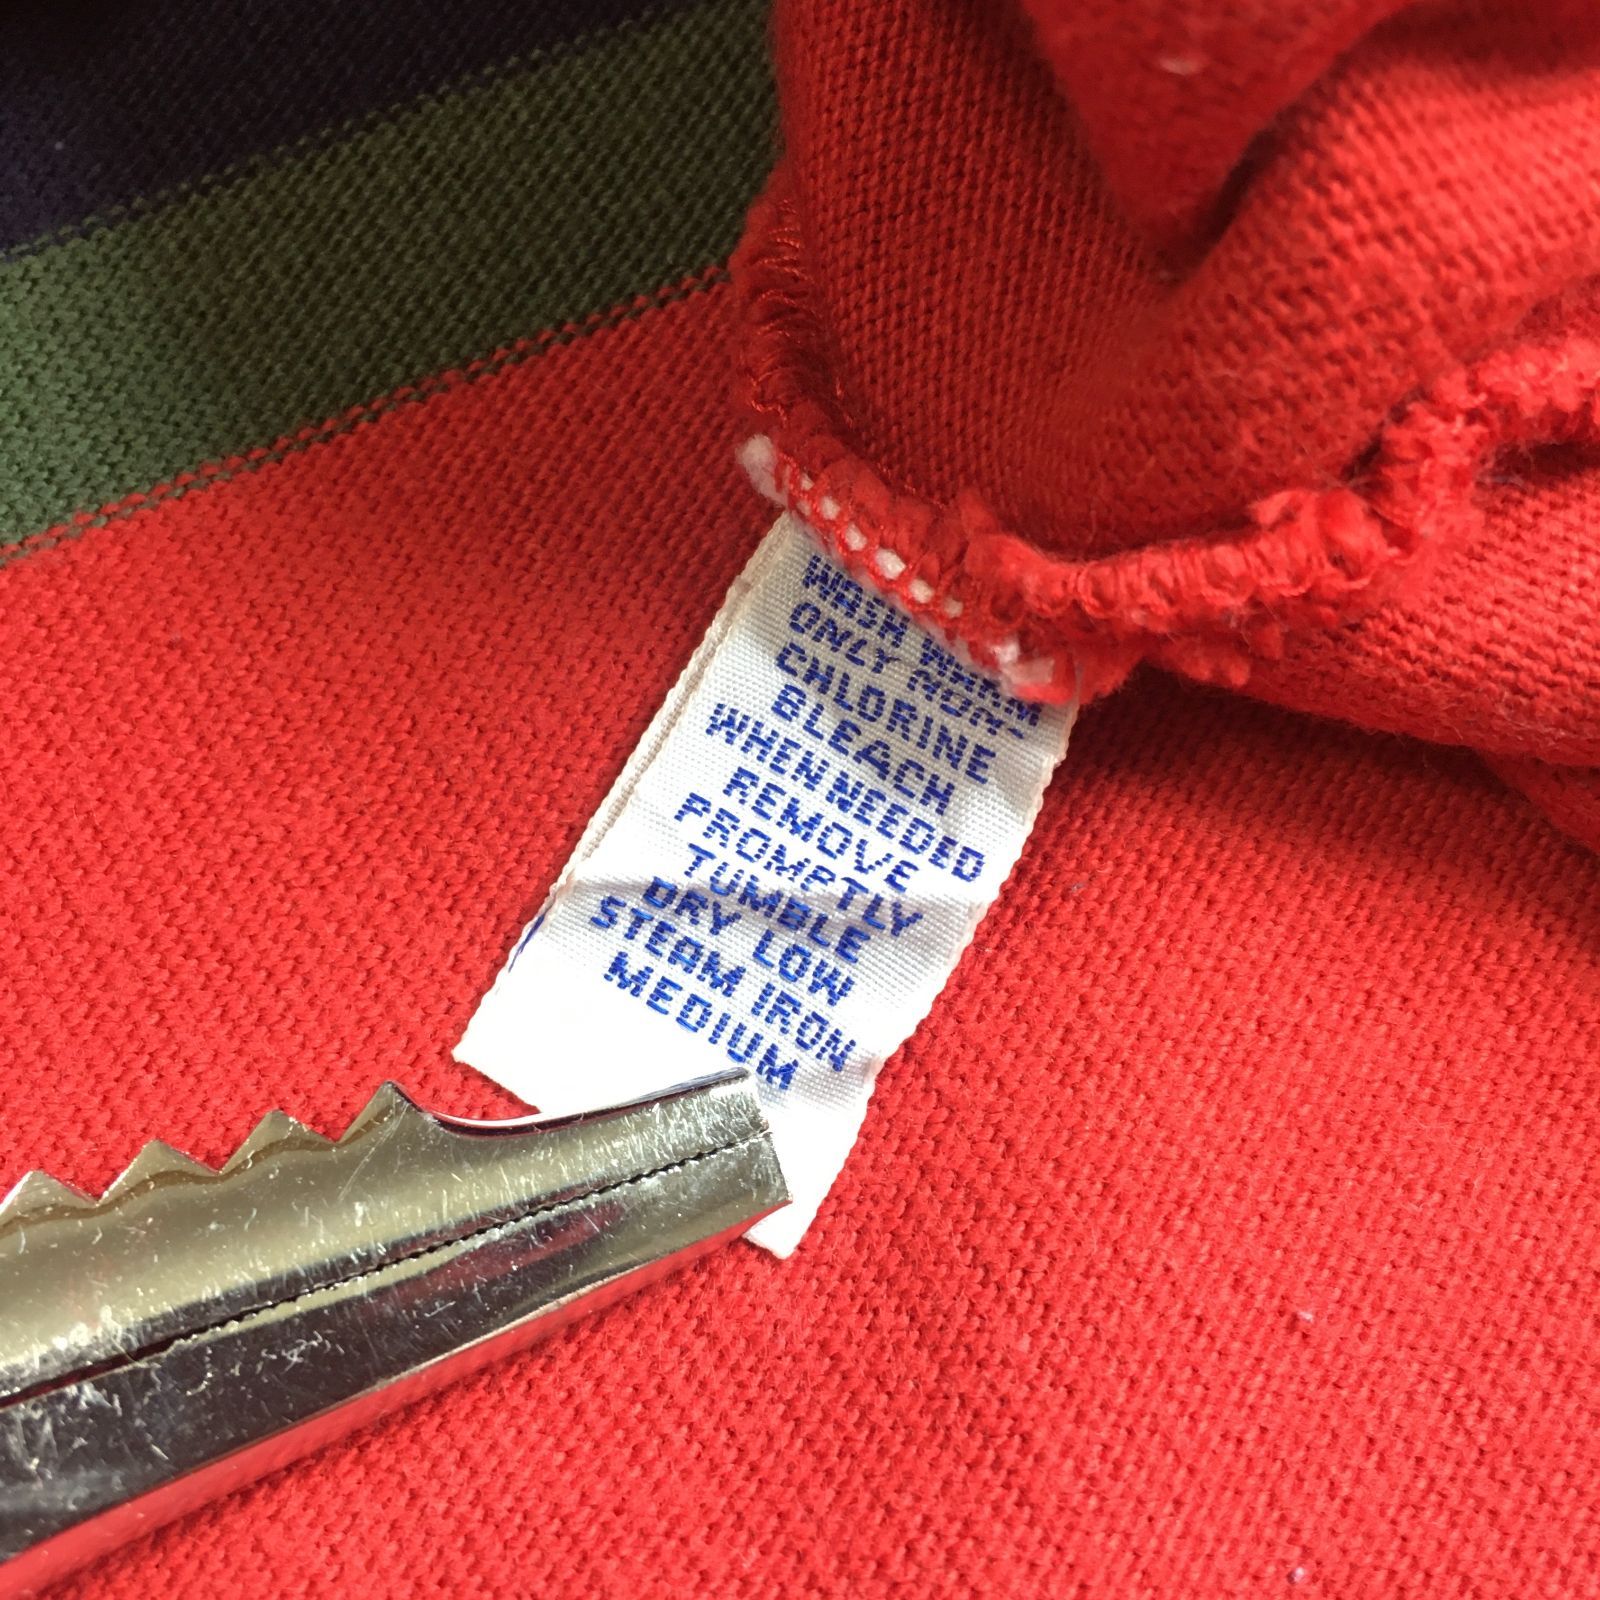 WASH WARM
ONLY NON-
CHLORINE
BLEACH
WHEN NEEDED
REMOVE
PROMPTLY
TUMBLE
DRY LOW
STEAM IRON
MEDIUM